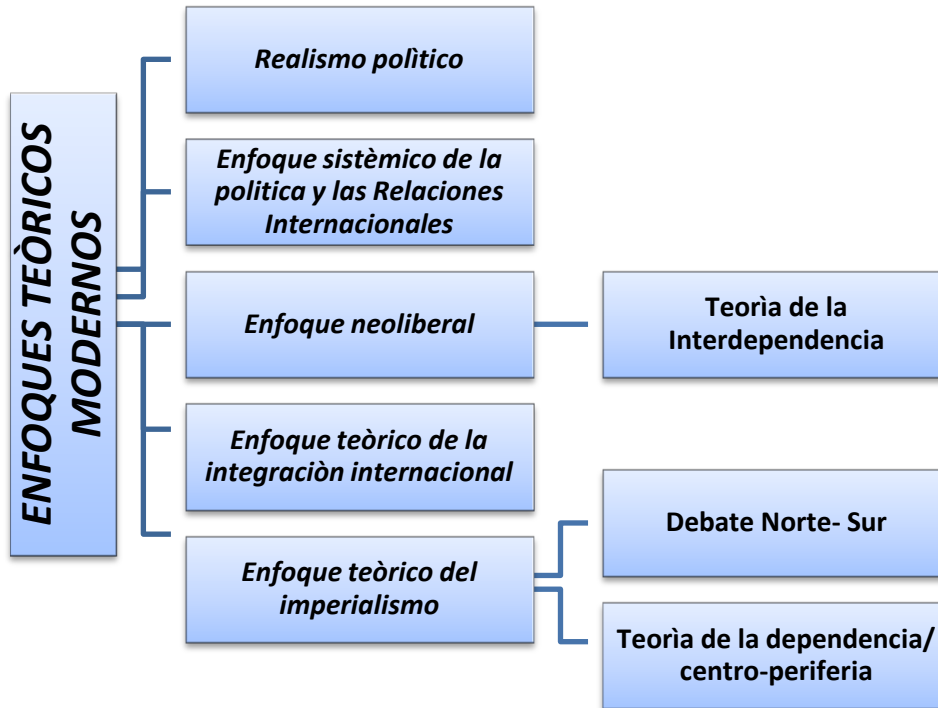 ENFOQUES TEÒRICOS
MODERNOS
Realismo polìtico
Enfoque sistèmico de la
politica y las Relaciones
Internacionales
Enfoque neoliberal
Teorìa de la
Interdependencia
Enfoque teòrico de la
integraciòn internacional
Enfoque teòrico del
imperialismo
Debate Norte- Sur
Teorìa de la dependencia/
centro-periferia